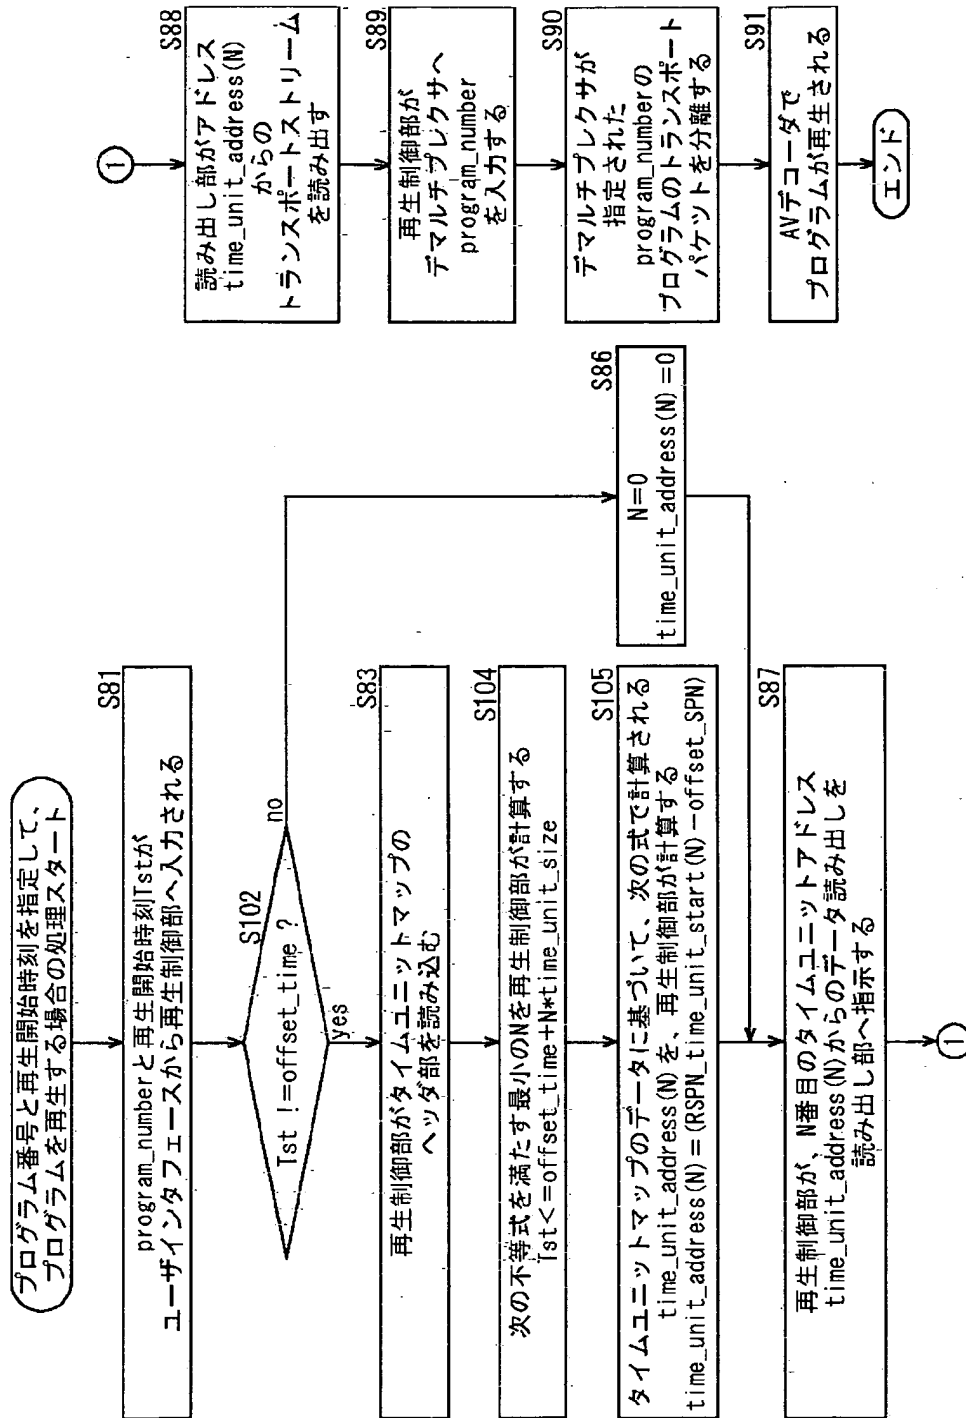 プログラム番号と再生開始時刻を指定して、
プログラムを再生する場合の処理スタート
S81
program_numberと再生開始時刻Tstが
ユーザインタフェースから再生制御部へ入力される
S102
Tst !=offset_time ?
no
yes
S83
再生制御部がタイムユニットマップの
ヘッダ部を読み込む
S104
次の不等式を満たす最小のNを再生制御部が計算する
Tst<=offset_time+N*time_unit_size
S105
タイムユニットマップのデータに基づいて、次の式で計算される
time_unit_address(N)を、再生制御部が計算する
time_unit_address(N)=(RSPN_time_unit_start(N)-offset_SPN)
S86
N=0
time_unit_address(N)=0
S87
再生制御部が、N番目のタイムユニットアドレス
time_unit_address(N)からのデータ読み出しを
読み出し部へ指示する
1
1
S88
読み出し部がアドレス
time_unit_address(N)
からの
トランスポートストリーム
を読み出す
S89
再生制御部が
デマルチプレクサへ
program_number
を入力する
S90
デマルチプレクサが
指定された
program_numberの
プログラムのトランスポート
パケットを分離する
S91
AVデコーダで
プログラムが再生される
エンド